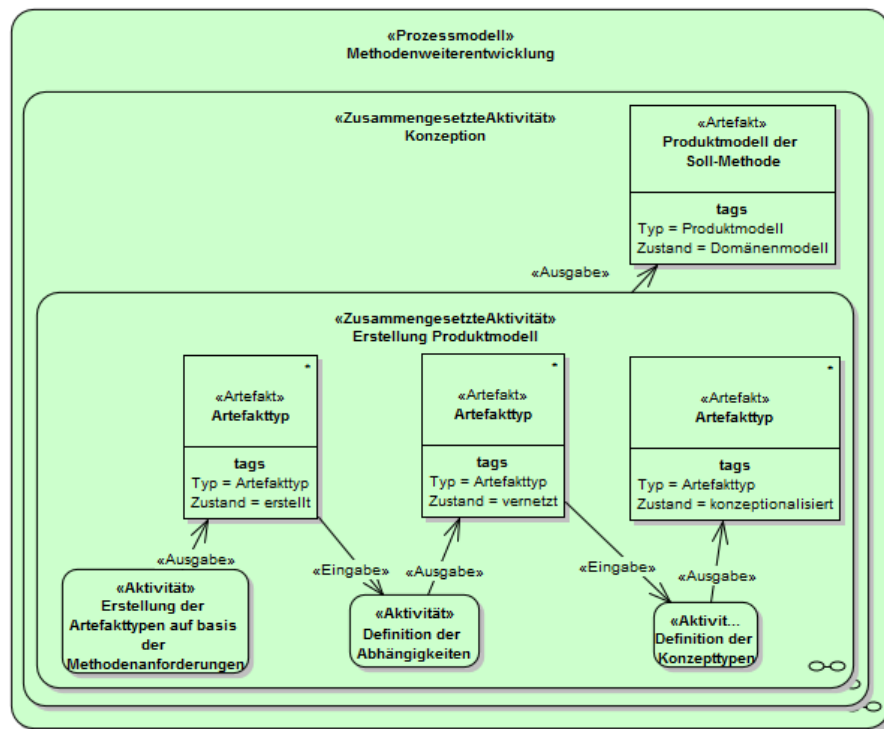 «Prozessmodell»
Methodenweiterentwicklung
«ZusammengesetzteAktivität»
Konzeption
«Artefakt»
Produktmodell der
Soll-Methode
tags
Typ = Produktmodell
Zustand = Domänenmodell
«Ausgabe»
«ZusammengesetzteAktivität»
Erstellung Produktmodell
*
«Artefakt»
Artefakttyp
tags
Typ = Artefakttyp
Zustand = erstellt
*
«Artefakt»
Artefakttyp
tags
Typ = Artefakttyp
Zustand = vernetzt
*
«Artefakt»
Artefakttyp
tags
Typ = Artefakttyp
Zustand = konzeptionalisiert
«Ausgabe»
«Eingabe»
«Ausgabe»
«Eingabe»
«Ausgabe»
«Aktivität»
Erstellung der
Artefakttypen auf basis
der
Methodenanforderungen
«Aktivität»
Definition der
Abhängigkeiten
«Aktivit...
Definition der
Konzepttypen